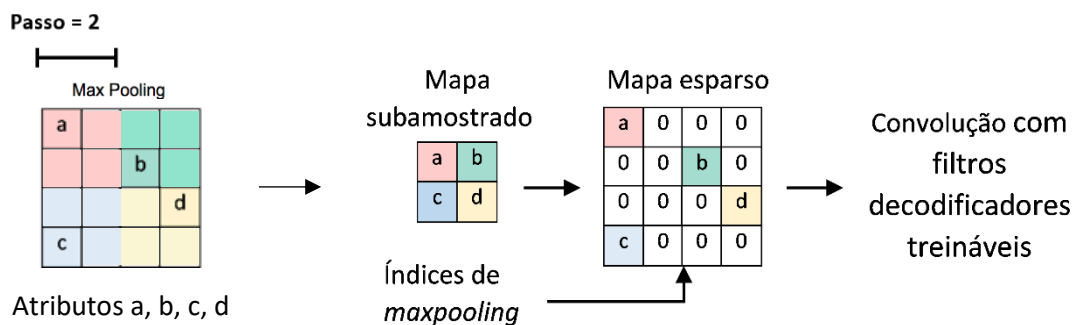 Passo = 2
Max Pooling
a
b
d
c
Atributos a, b, c, d
Mapa
subamostrado
a b
c d
Índices de
maxpooling
Mapa esparso
a 0 0 0
0 0 b 0
0 0 0 d
c 0 0 0
Convolução com
filtros
decodificadores
treináveis